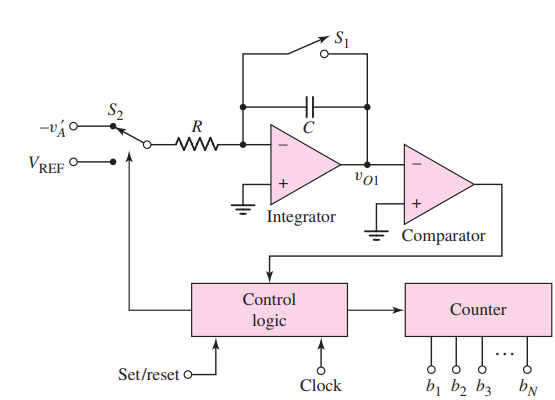 S₁
S₂
R
C
−v′A
VREF
−
+
vO1
−
+
Integrator
Comparator
Control
logic
Counter
Set/reset
Clock
b₁ b₂ b₃ ... bN